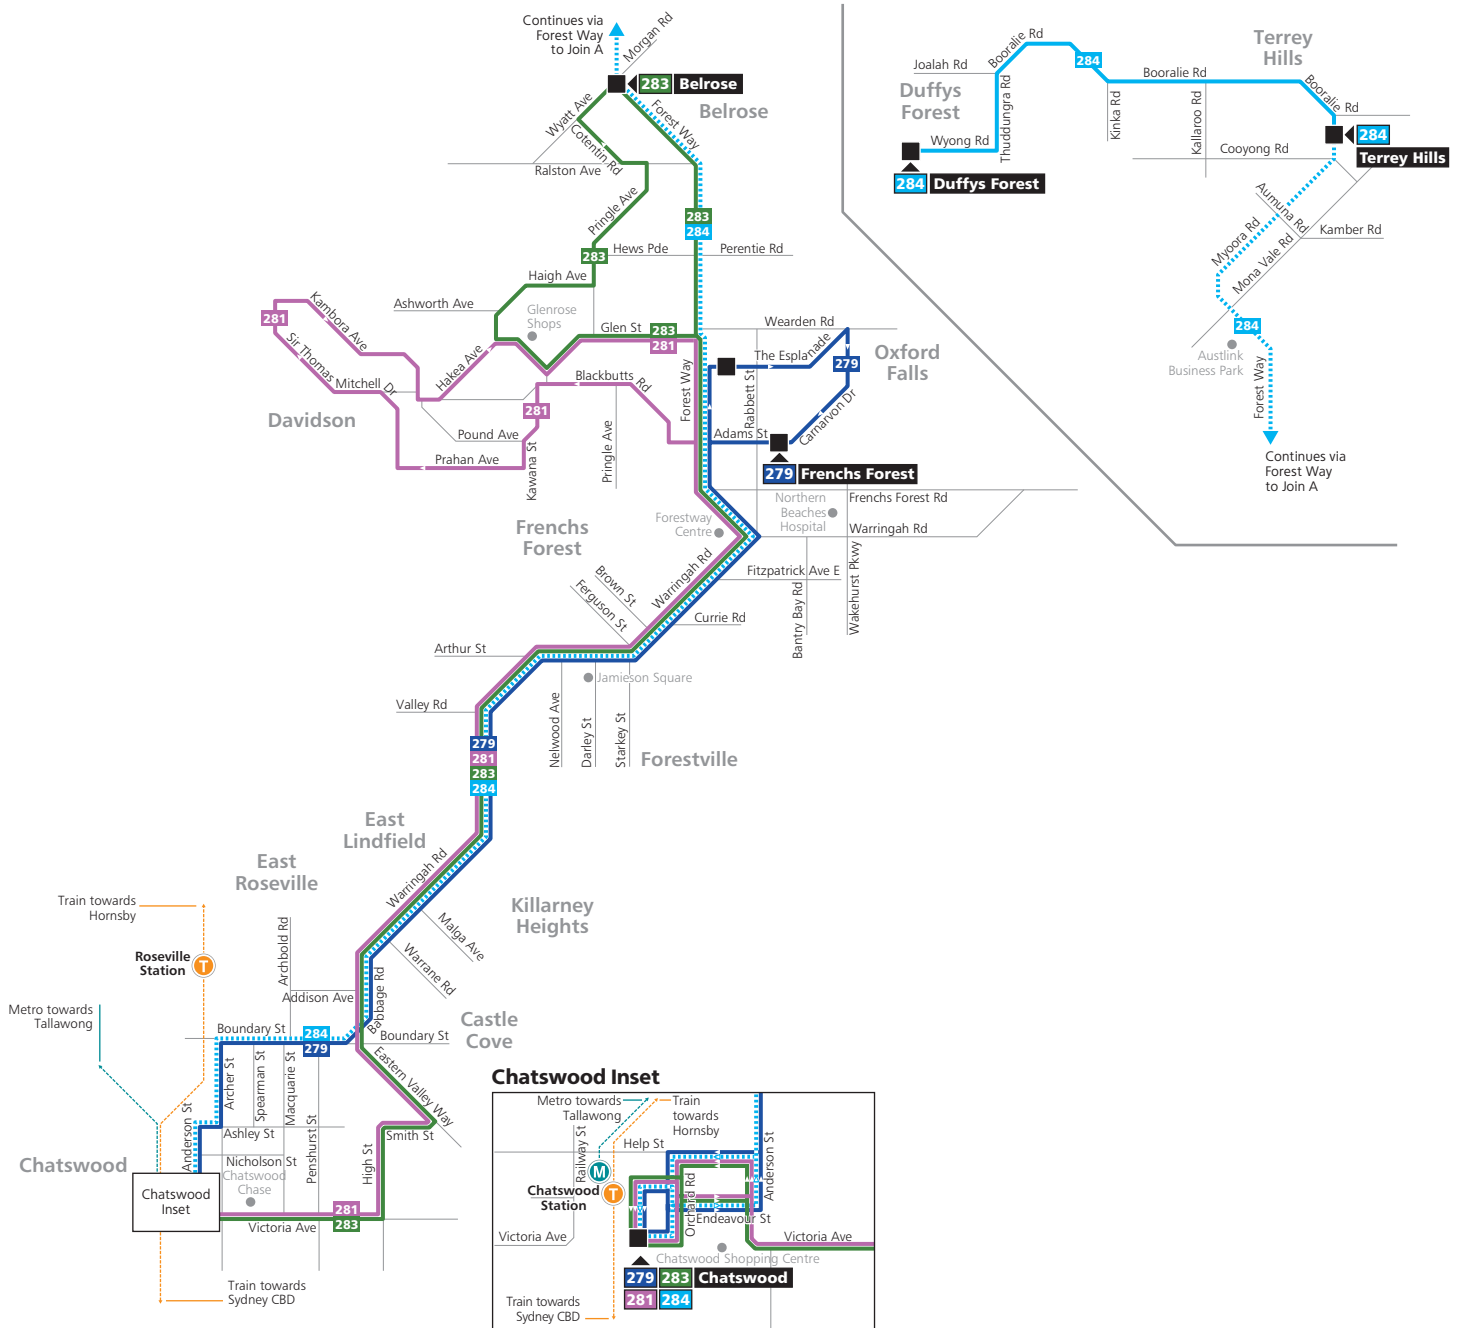 Continues via
Forest Way
to Join A
Morgan Rd
283 Belrose
Belrose
Wyatt Ave
Cotentin Rd
Forest Way
Ralston Ave
Pringle Ave
283
284
283
Hews Pde
Perentie Rd
Haigh Ave
Ashworth Ave
Glenrose
Shops
Glen St
283
281
281
Kambora Ave
Sir Thomas
Mitchell Dr
Hakea Ave
Davidson
Blackbutts Rd
281
Pound Ave
Prahan Ave
Kawana St
Pringle Ave
Forest Way
Wearden Rd
The Esplanade
Oxford
Falls
279
Rabbett St
Carnarvon Dr
Adams St
279 Frenchs Forest
Northern
Beaches
Hospital
Frenchs Forest Rd
Warringah Rd
Forestway
Centre
Frenchs
Forest
Fitzpatrick Ave E
Bantry Bay Rd
Wakehurst Pkwy
Brown St
Ferguson St
Warringah Rd
Currie Rd
Arthur St
Jamieson Square
Valley Rd
Nelwood Ave
Darley St
Starkey St
Forestville
279
281
283
284
East
Lindfield
East
Roseville
Warringah Rd
Killarney
Heights
Malga Ave
Warrane Rd
Train towards
Hornsby
Roseville
Station
T
Archbold Rd
Addison Ave
Babbage Rd
Ba
Castle
Cove
Metro towards
Tallawong
Boundary St
284
279
Boundary St
Eastern Valley Way
Archer St
Spearman St
Macquarie St
Penshurst St
Anderson St
Ashley St
Smith St
High St
Nicholson St
Chatswood
Chase
Chatswood
Chatswood
Inset
281
283
Victoria Ave
Train towards
Sydney CBD
Joalah Rd
Booralie Rd
284
Booralie Rd
Terrey
Hills
Duffys
Forest
Thuddungra Rd
Wyong Rd
284 Duffys Forest
Kinka Rd
Kallaroo Rd
Booralie Rd
Cooyong Rd
284
Terrey Hills
Aumuna Rd
Kamber Rd
Myoora Rd
Mona Vale Rd
284
Austlink
Business Park
Forest Way
Continues via
Forest Way
to Join A
Chatswood Inset
Metro towards
Tallawong
Train
towards
Hornsby
Railway St
Help St
M
T
Chatswood
Station
Orchard Rd
Anderson St
Endeavour St
Victoria Ave
Victoria Ave
Chatswood Shopping Centre
279 283 Chatswood
281 284
Train towards
Sydney CBD